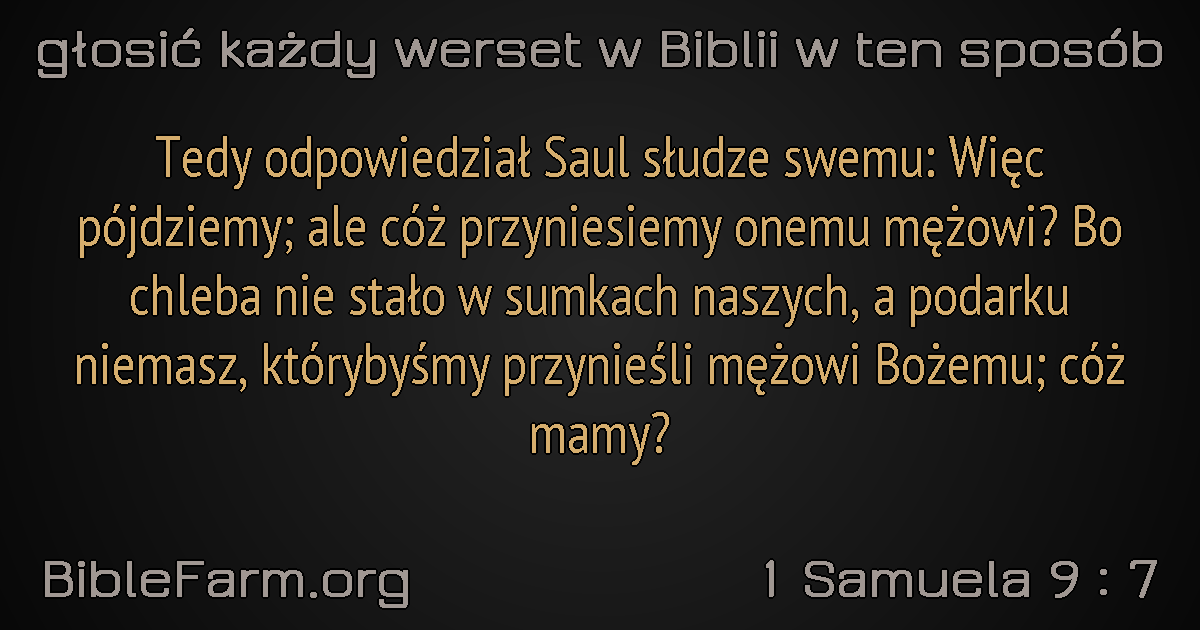 głosić każdy werset w Biblii w ten sposób
Tedy odpowiedział Saul słudze swemu: Więc
pójdziemy; ale cóż przyniesiemy onemu mężowi? Bo
chleba nie stało w sumkach naszych, a podarku
niemasz, którybyśmy przynieśli mężowi Bożemu; cóż
mamy?
BibleFarm.org
1 Samuela 9 : 7